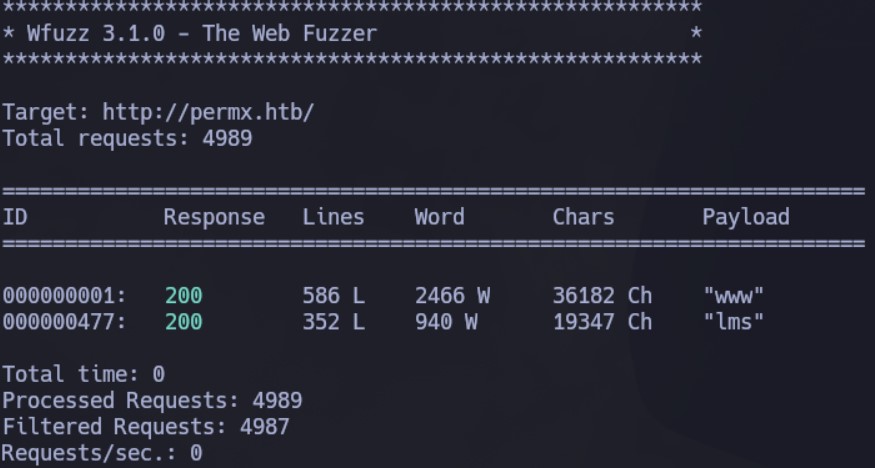 ********************************************************
* Wfuzz 3.1.0 - The Web Fuzzer                         *
********************************************************
Target: http://permx.htb/
Total requests: 4989
=====================================================================
ID           Response   Lines    Word       Chars       Payload
=====================================================================
000000001:   200        586 L    2466 W     36182 Ch    "www"
000000477:   200        352 L    940 W      19347 Ch    "lms"
Total time: 0
Processed Requests: 4989
Filtered Requests: 4987
Requests/sec.: 0